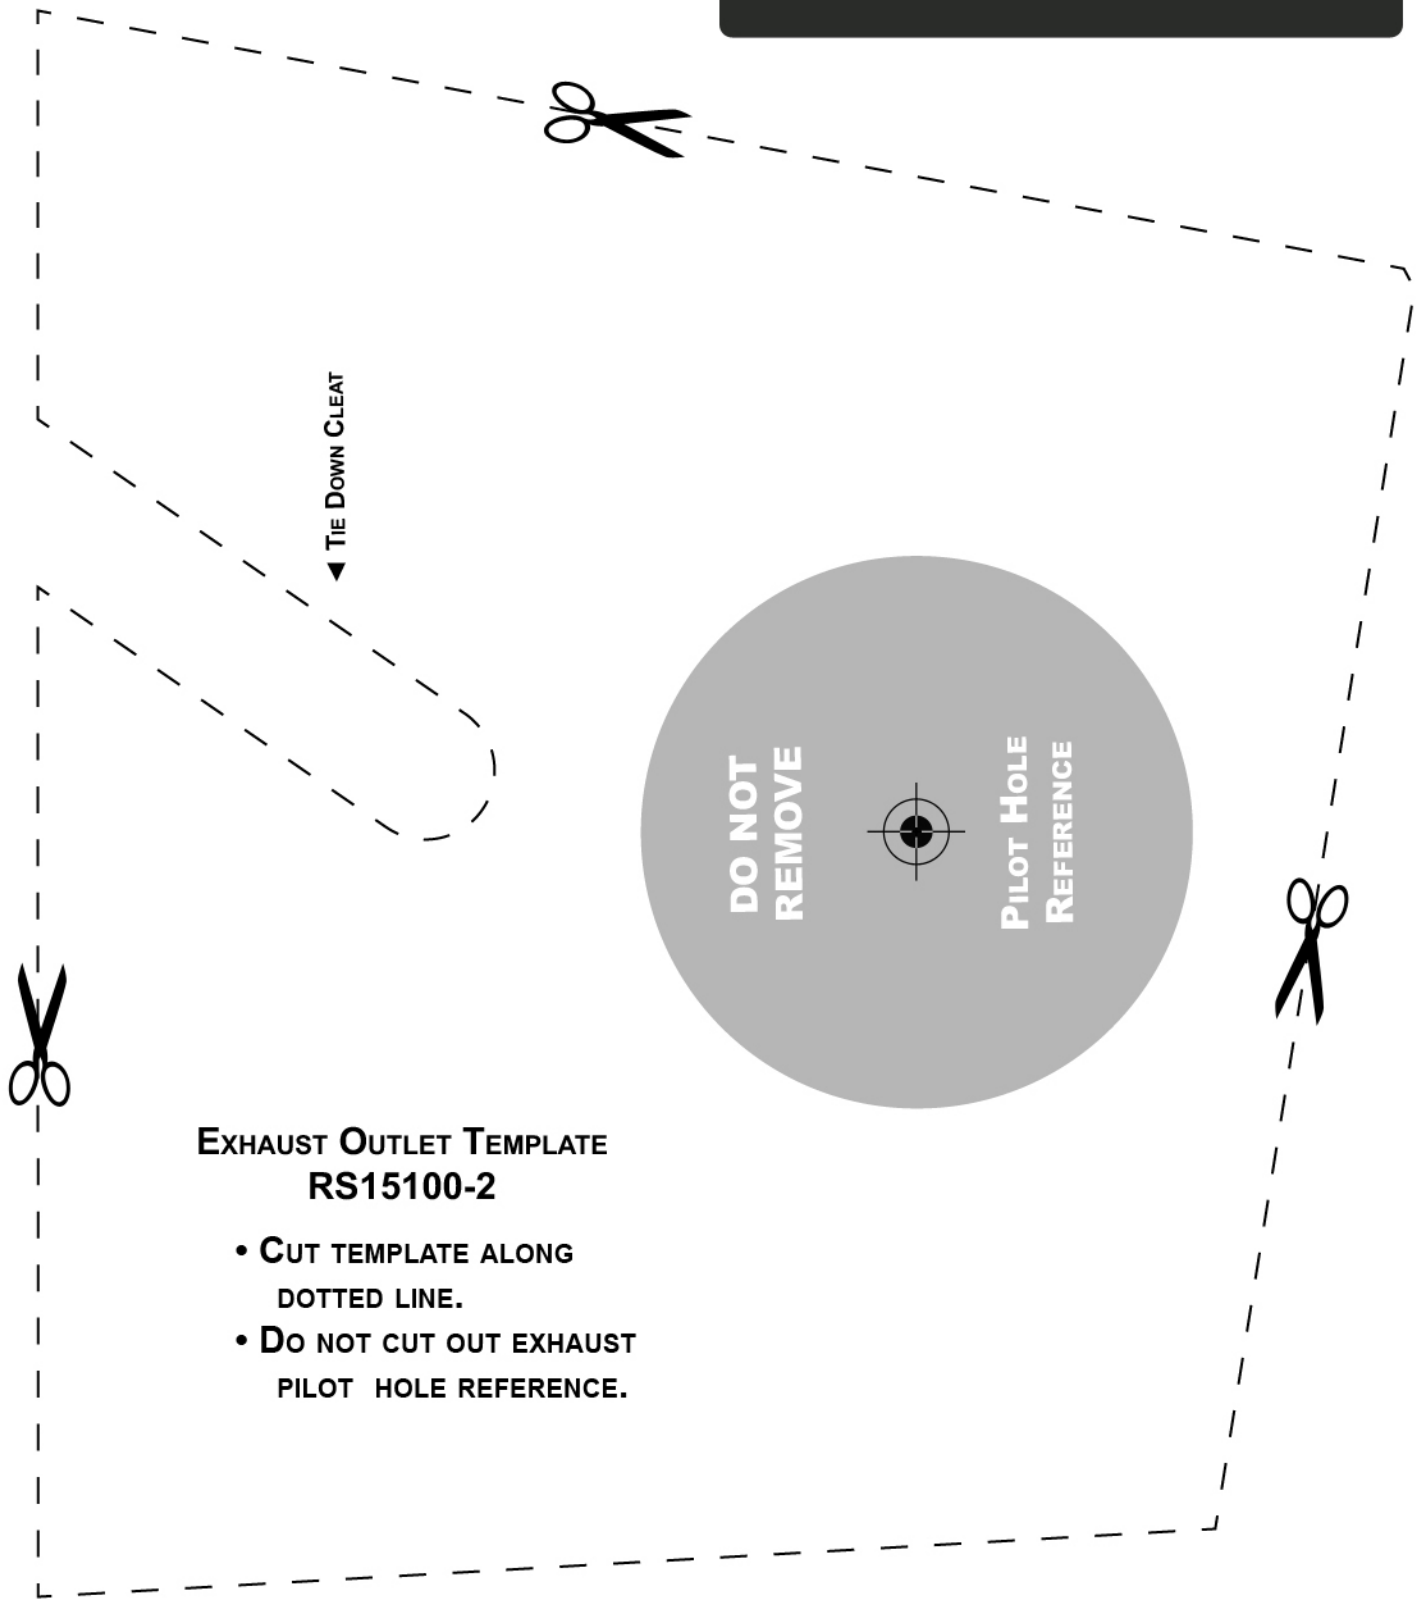 ◄ Tie Down Cleat
DO NOT
REMOVE
Pilot Hole
Reference
Exhaust Outlet Template
RS15100-2
• Cut template along
dotted line.
• Do not cut out exhaust
pilot hole reference.